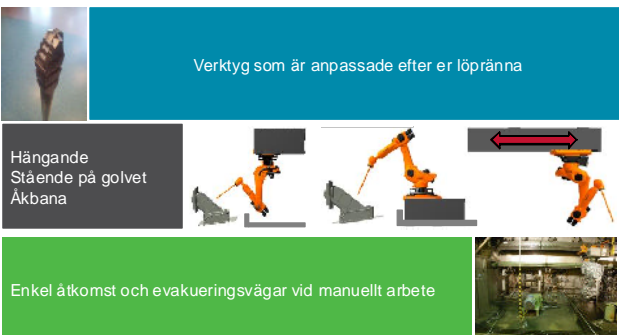 Verktyg som är anpassade efter er löpränna
Hängande
Stående på golvet
Åkbana
Enkel åtkomst och evakueringsvägar vid manuellt arbete